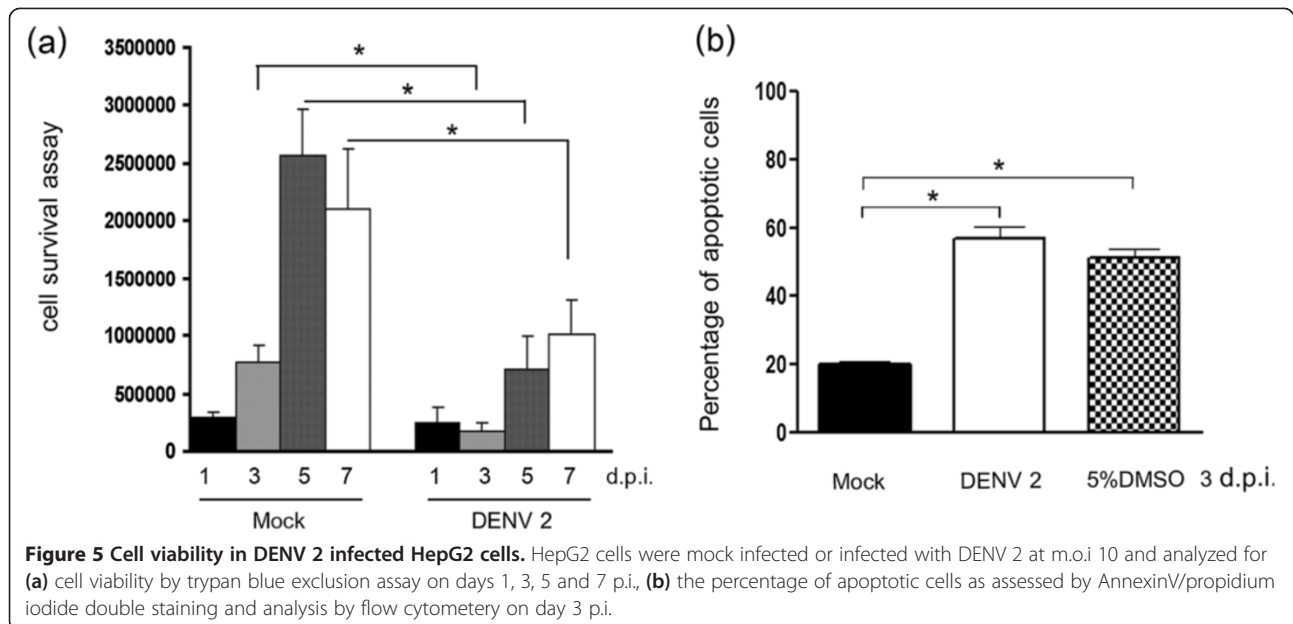 (a)
3500000
3000000
2500000
2000000
1500000
1000000
500000
0
cell survival assay
*
*
*
1 3 5 7 1 3 5 7 d.p.i.
Mock DENV 2
(b)
100
80
60
40
20
0
Percentage of apoptotic cells
*
*
Mock DENV 2 5%DMSO 3 d.p.i.
Figure 5 Cell viability in DENV 2 infected HepG2 cells. HepG2 cells were mock infected or infected with DENV 2 at m.o.i 10 and analyzed for
(a) cell viability by trypan blue exclusion assay on days 1, 3, 5 and 7 p.i., (b) the percentage of apoptotic cells as assessed by AnnexinV/propidium
iodide double staining and analysis by flow cytometery on day 3 p.i.